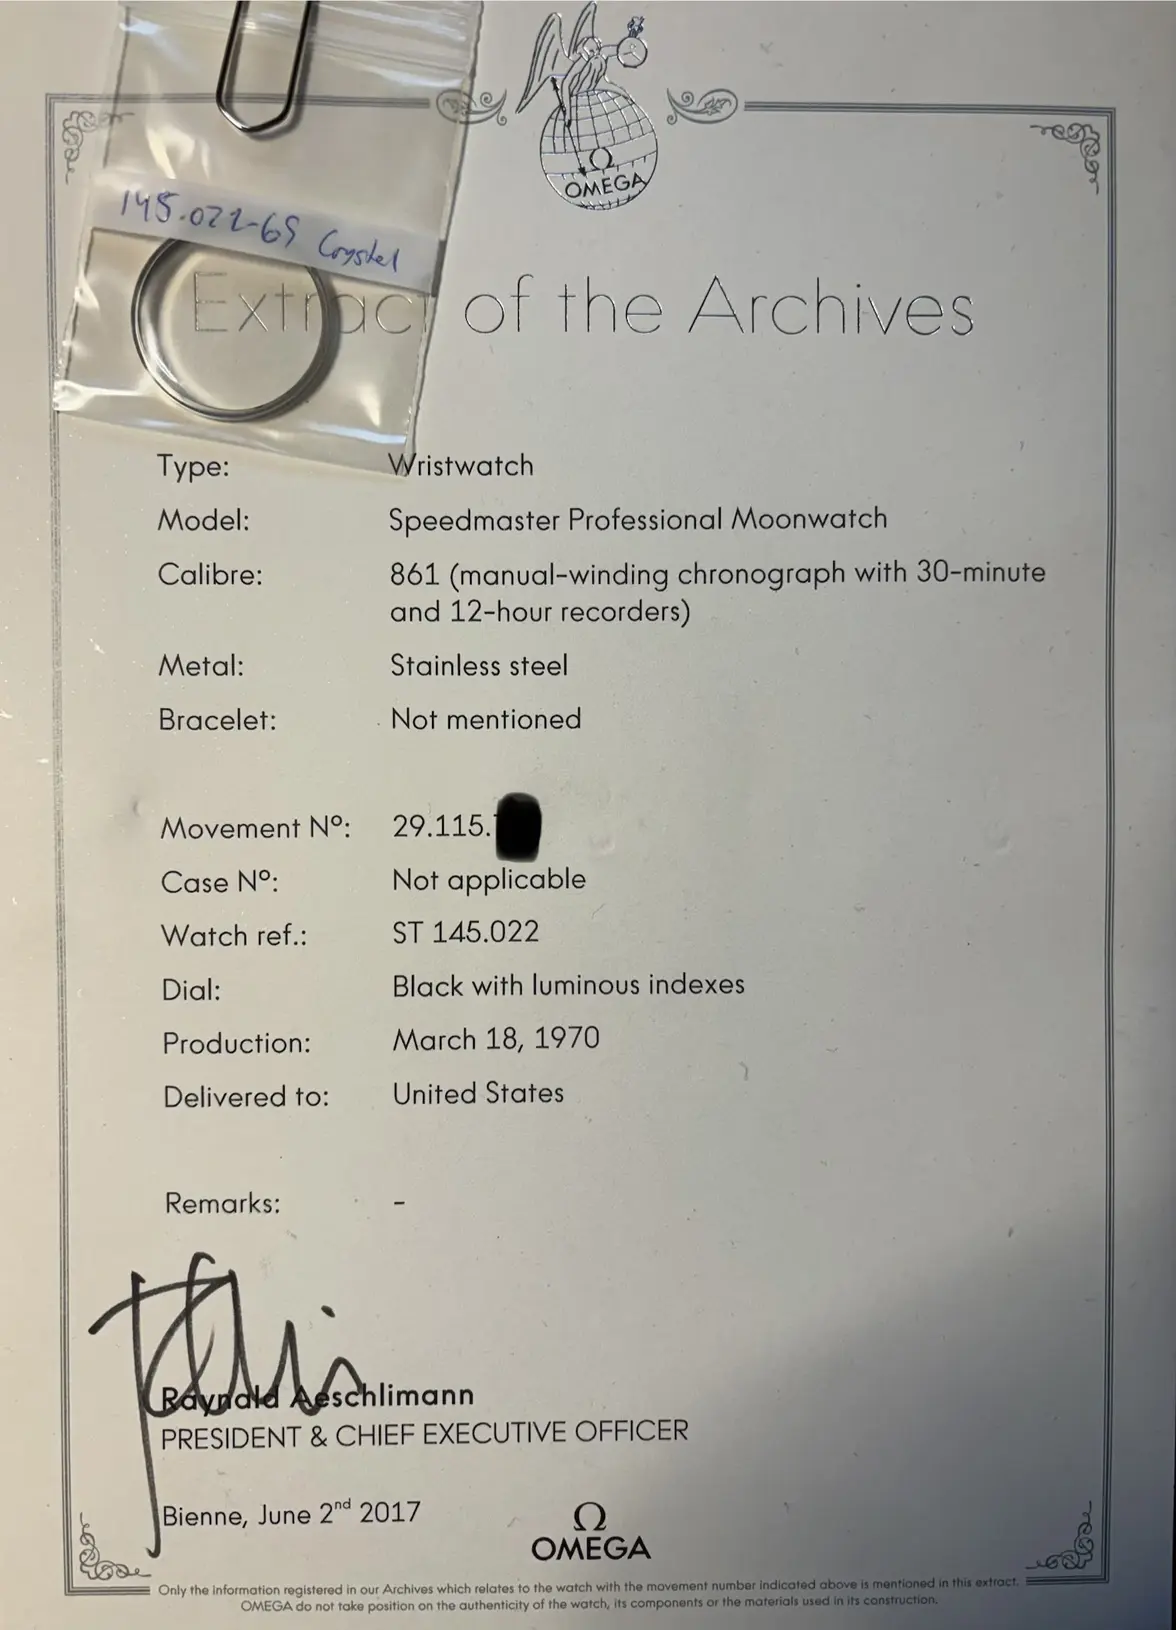 Ω
OMEGA
145.022-69 Crystal
Extract of the Archives
Type: Wristwatch
Model: Speedmaster Professional Moonwatch
Calibre: 861 (manual-winding chronograph with 30-minute
and 12-hour recorders)
Metal: Stainless steel
Bracelet: Not mentioned
Movement Nº: 29.115.
Case Nº: Not applicable
Watch ref.: ST 145.022
Dial: Black with luminous indexes
Production: March 18, 1970
Delivered to: United States
Remarks: -
Raynald Aeschlimann
PRESIDENT & CHIEF EXECUTIVE OFFICER
Bienne, June 2nd 2017
Ω
OMEGA
Only the information registered in our Archives which relates to the watch with the movement number indicated above is mentioned in this extract.
OMEGA do not take position on the authenticity of the watch, its components or the materials used in its construction.